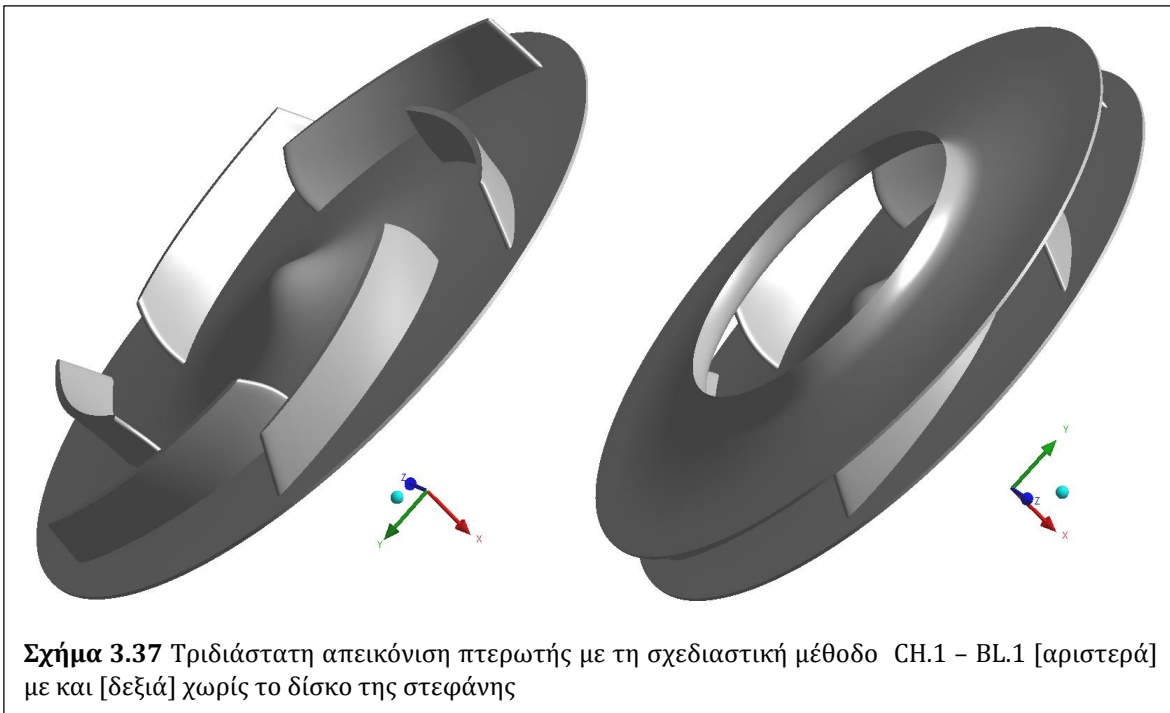 Z
Y
X
Y
Z
X
Σχήμα 3.37 Τριδιάστατη απεικόνιση πτερωτής με τη σχεδιαστική μέθοδο CH.1 – BL.1 [αριστερά]
με και [δεξιά] χωρίς το δίσκο της στεφάνης